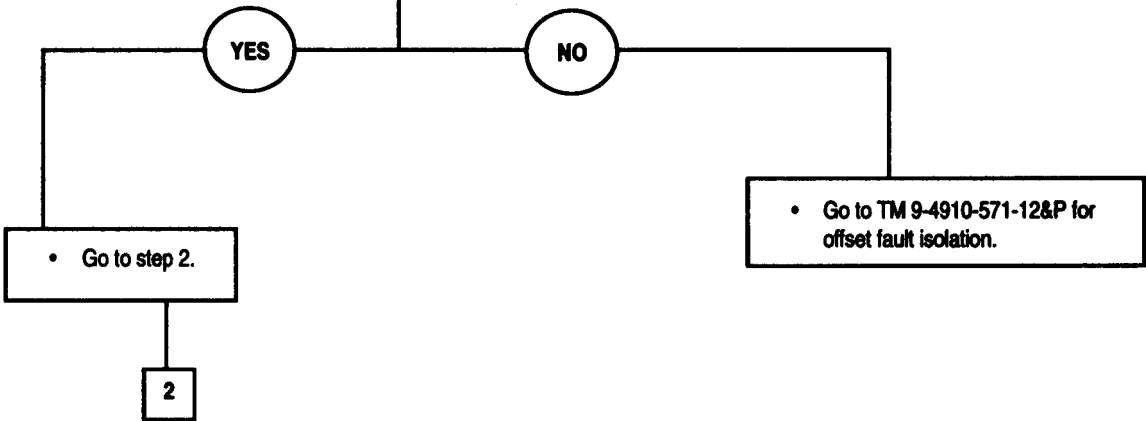 YES
NO
• Go to TM 9-4910-571-12&P for
offset fault isolation.
• Go to step 2.
2